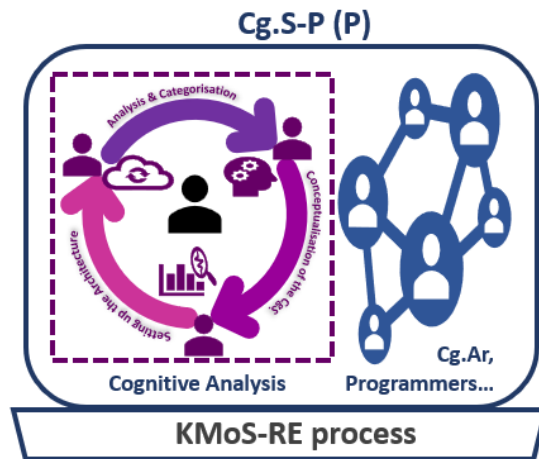 Cg.S-P (P)
Analysis & Categorisation
Conceptualisation of the CgS.
Setting up the Architecture
Cg.Ar,
Cognitive Analysis
Programmers...
KMoS-RE process